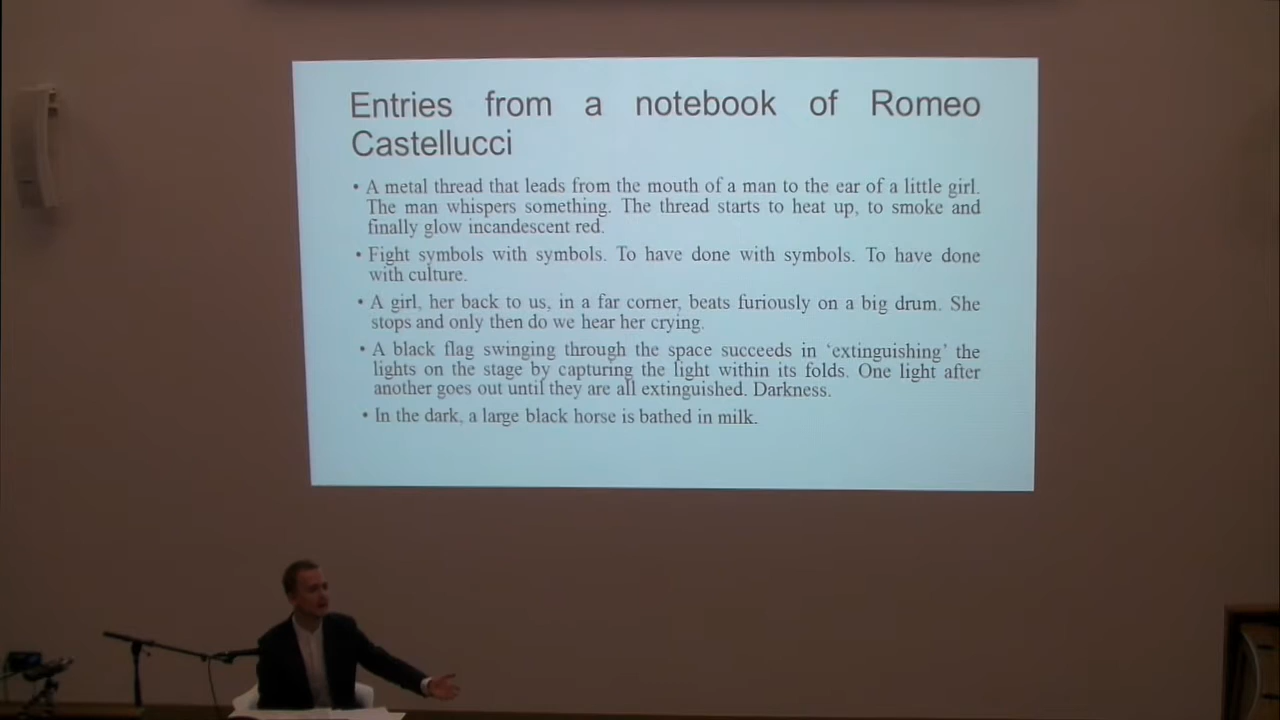 Entries from a notebook of Romeo
Castellucci
• A metal thread that leads from the mouth of a man to the ear of a little girl.
The man whispers something. The thread starts to heat up, to smoke and
finally glow incandescent red.
• Fight symbols with symbols. To have done with symbols. To have done
with culture.
• A girl, her back to us, in a far corner, beats furiously on a big drum. She
stops and only then do we hear her crying.
• A black flag swinging through the space succeeds in ‘extinguishing’ the
lights on the stage by capturing the light within its folds. One light after
another goes out until they are all extinguished. Darkness.
• In the dark, a large black horse is bathed in milk.